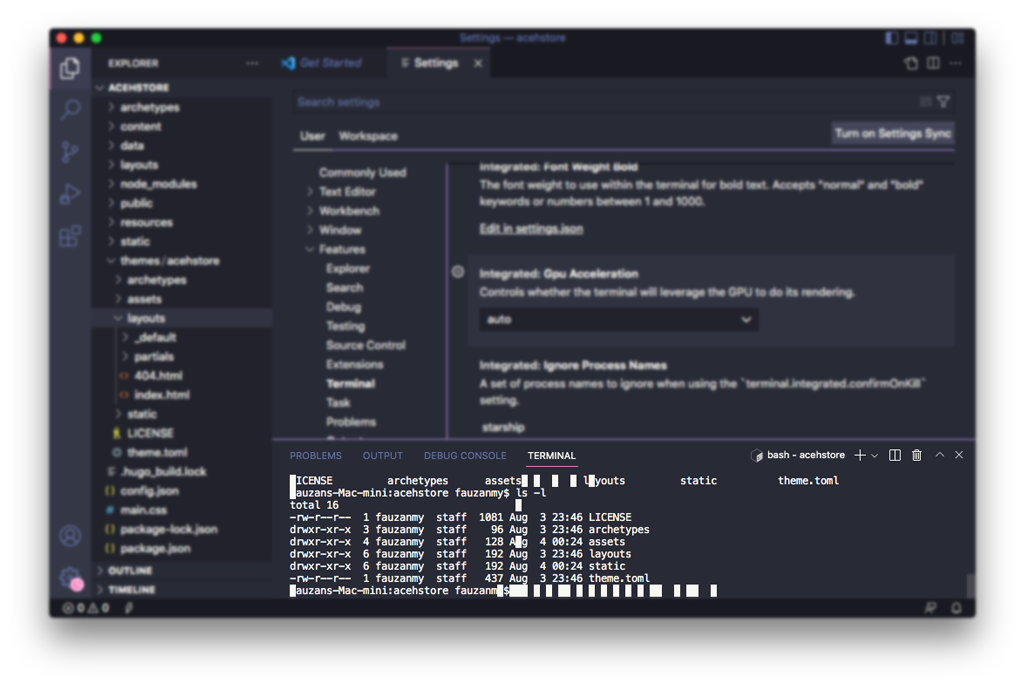 Settings — acehstore
EXPLORER
Get Started
Settings
ACEHSTORE
archetypes
content
data
layouts
node_modules
public
resources
static
themes / acehstore
archetypes
assets
layouts
_default
partials
404.html
index.html
static
LICENSE
theme.toml
.hugo_build.lock
config.json
main.css
package-lock.json
package.json
OUTLINE
TIMELINE
Search settings
User
Workspace
Turn on Settings Sync
Commonly Used
Text Editor
Workbench
Window
Features
Explorer
Search
Debug
Testing
Source Control
Extensions
Terminal
Task
Problems
Integrated: Font Weight Bold
The font weight to use within the terminal for bold text. Accepts "normal" and "bold"
keywords or numbers between 1 and 1000.
Edit in settings.json
Integrated: Gpu Acceleration
Controls whether the terminal will leverage the GPU to do its rendering.
auto
Integrated: Ignore Process Names
A set of process names to ignore when using the `terminal.integrated.confirmOnKill`
setting.
starship
PROBLEMS OUTPUT DEBUG CONSOLE TERMINAL
bash - acehstore
ICENSE archetypes assets l youts static theme.toml
auzans-Mac-mini:acehstore fauzanmy$ ls -l
total 16
-rw-r--r-- 1 fauzanmy staff 1081 Aug 3 23:46 LICENSE
drwxr-xr-x 3 fauzanmy staff 96 Aug 3 23:46 archetypes
drwxr-xr-x 4 fauzanmy staff 128 A g 4 00:24 assets
drwxr-xr-x 6 fauzanmy staff 192 Aug 3 23:46 layouts
drwxr-xr-x 6 fauzanmy staff 192 Aug 4 00:24 static
-rw-r--r-- 1 fauzanmy staff 437 Aug 3 23:46 theme.toml
auzans-Mac-mini:acehstore fauzanm $
0 0